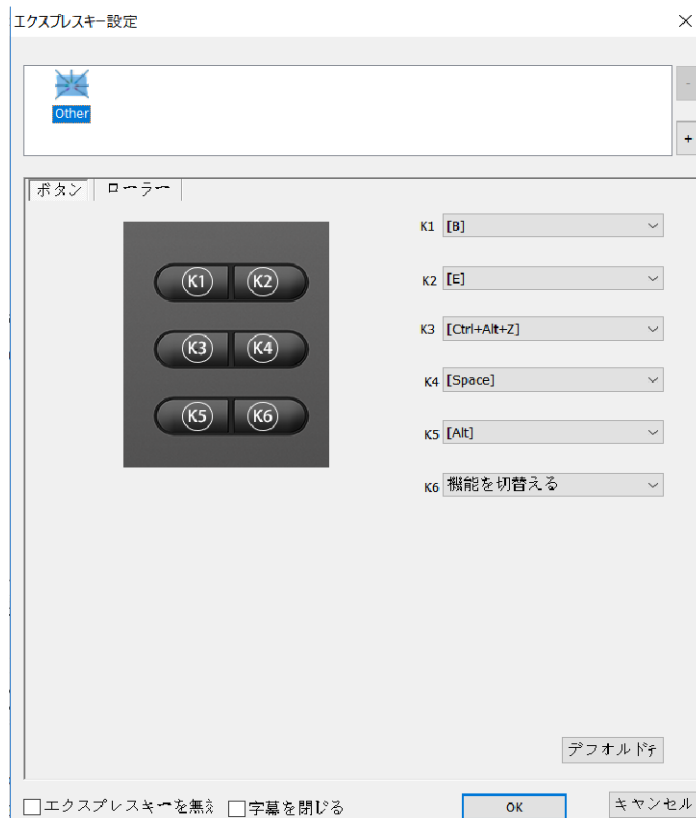 エクスプレスキー設定
Other
-
+
ボタン ローラー
K1 K2
K3 K4
K5 K6
K1 [B]
K2 [E]
K3 [Ctrl+Alt+Z]
K4 [Space]
K5 [Alt]
K6 機能を切替える
デフオルト
エクスプレスキーを無 字幕を閉じる
OK
キャンセル